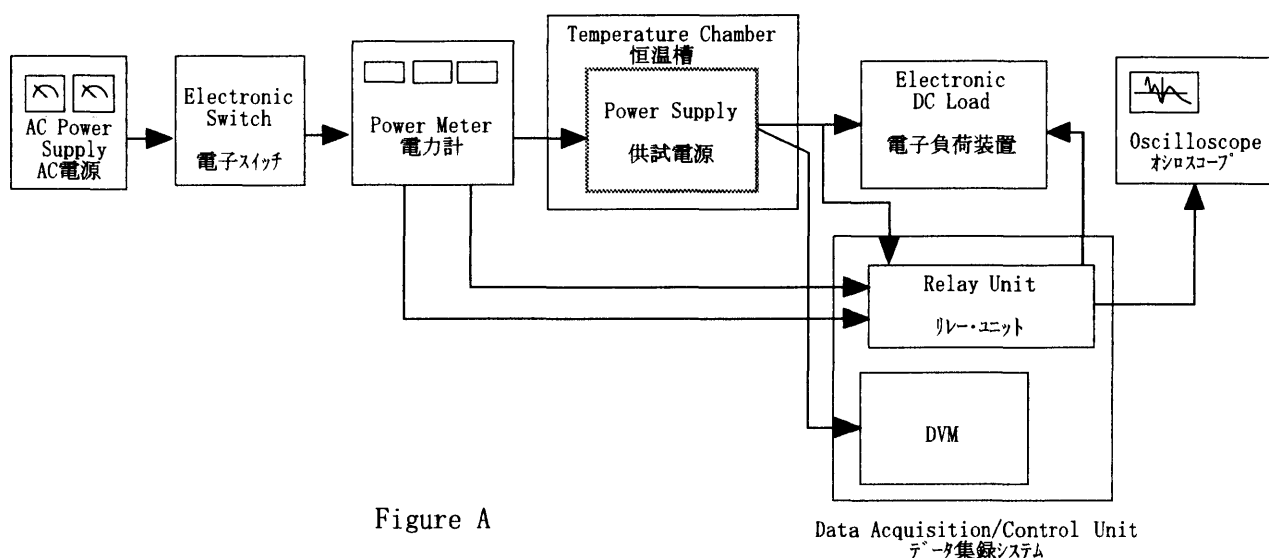 AC Power
Supply
AC電源
Electronic
Switch
電子スイッチ
Power Meter
電力計
Temperature Chamber
恒温槽
Power Supply
供試電源
Electronic
DC Load
電子負荷装置
Oscilloscope
オシロスコープ
Relay Unit
リレー・ユニット
DVM
Figure A
Data Acquisition/Control Unit
データ集録システム